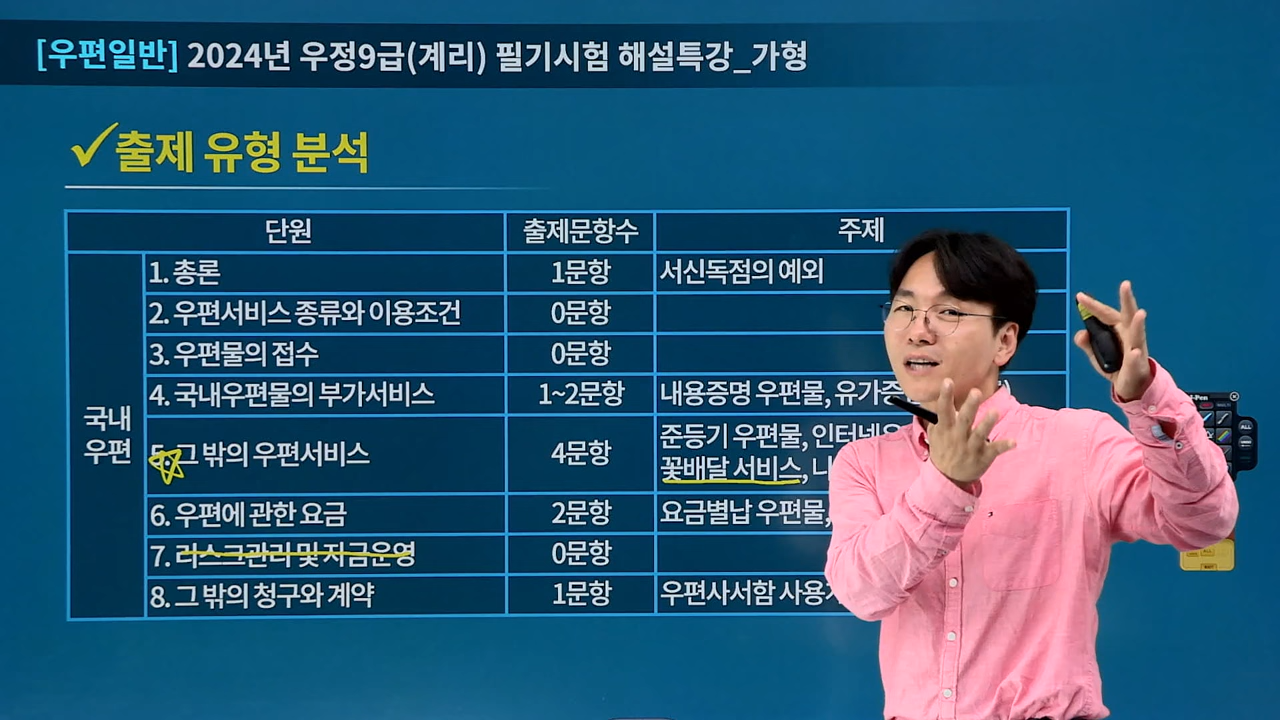 [우편일반] 2024년 우정9급(계리) 필기시험 해설특강_가형
출제 유형 분석
단원 출제문항수 주제
국내
우편
1. 총론 1문항 서신독점의 예외
2. 우편서비스 종류와 이용조건 0문항
3. 우편물의 접수 0문항
4. 국내우편물의 부가서비스 1~2문항 내용증명 우편물,
준등기 우편물,
그 밖의 우편서비스 4문항
꽃배달 서비스,
6. 우편에 관한 요금 2문항 요금별납 우편물,
7. 리스크관리 및 자금운영 0문항
8. 그 밖의 청구와 계약 1문항 우편사서함
ALL